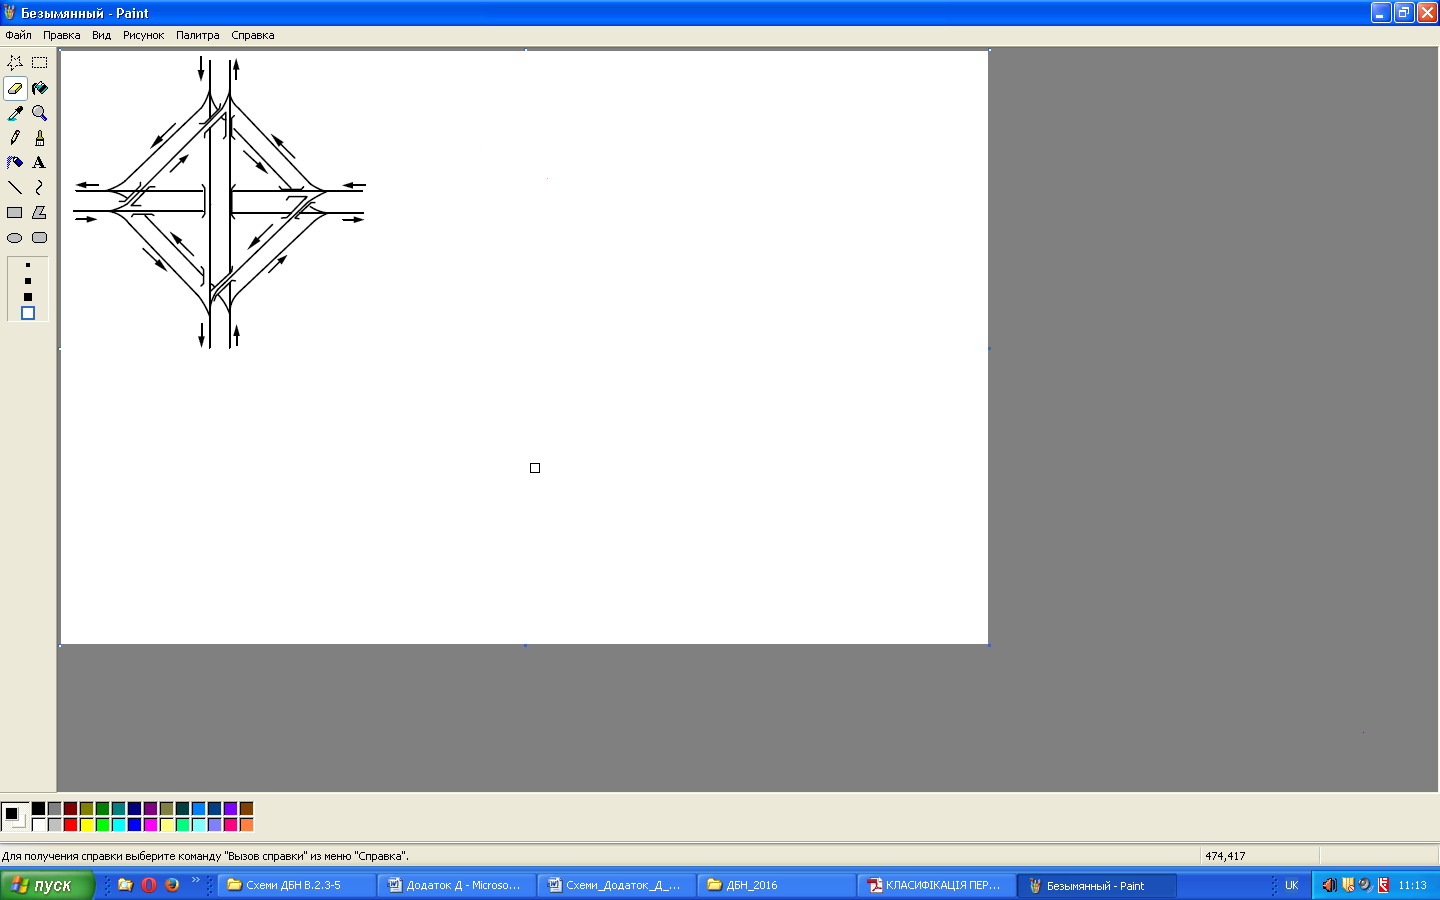 Безымянный - Paint
Файл Правка Вид Рисунок Палитра Справка
Для получения справки выберите команду "Вызов справки" из меню "Справка".
474,417
пуск
Схеми ДБН В.2.3-5
Додаток Д - Microso...
Схеми_Додаток_Д_...
ДБН_2016
КЛАСИФІКАЦІЯ ПЕР...
Безымянный - Paint
UK
11:13